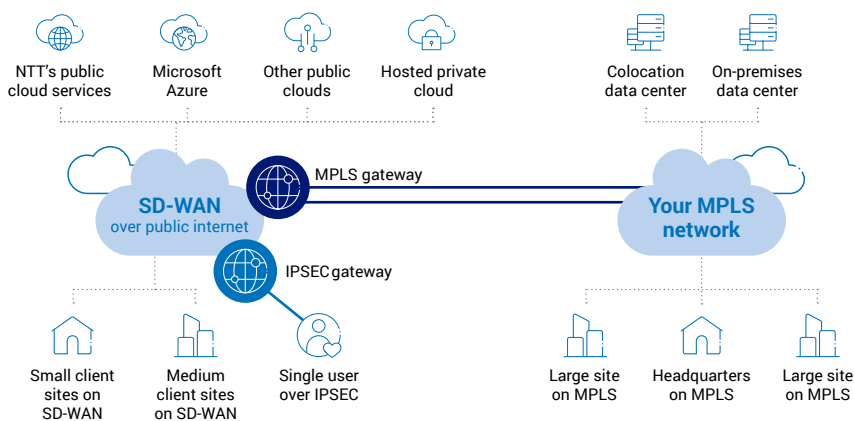 NTT's public
cloud services
Microsoft
Azure
Other public
clouds
Hosted private
cloud
Colocation
data center
On-premises
data center
MPLS gateway
SD-WAN
over public internet
Your MPLS
network
IPSEC gateway
Small client
sites on
SD-WAN
Medium
client sites
on SD-WAN
Single user
over IPSEC
Large site
on MPLS
Headquarters
on MPLS
Large site
on MPLS